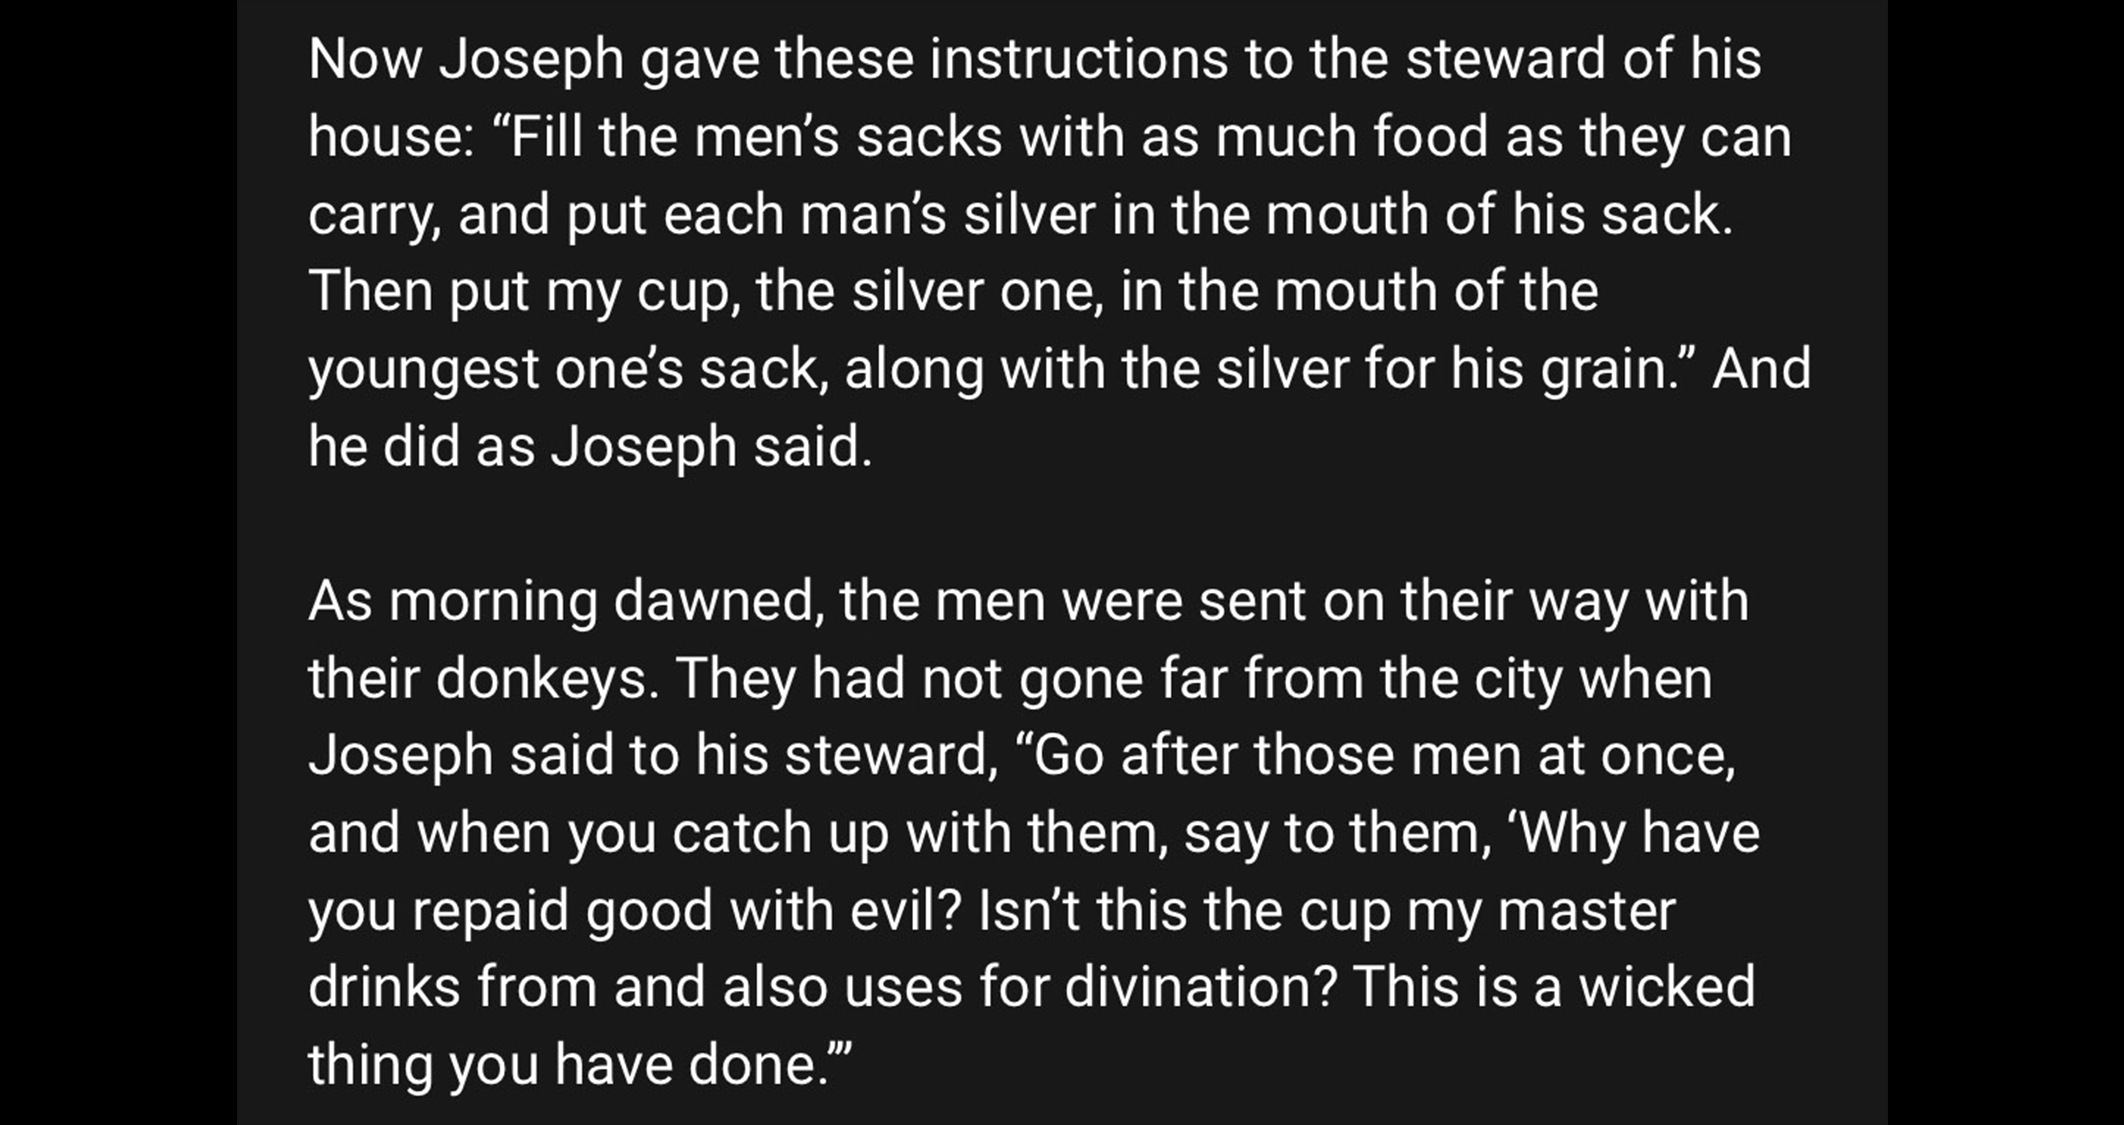 Now Joseph gave these instructions to the steward of his
house: “Fill the men’s sacks with as much food as they can
carry, and put each man’s silver in the mouth of his sack.
Then put my cup, the silver one, in the mouth of the
youngest one’s sack, along with the silver for his grain.” And
he did as Joseph said.
As morning dawned, the men were sent on their way with
their donkeys. They had not gone far from the city when
Joseph said to his steward, “Go after those men at once,
and when you catch up with them, say to them, ‘Why have
you repaid good with evil? Isn’t this the cup my master
drinks from and also uses for divination? This is a wicked
thing you have done.’”